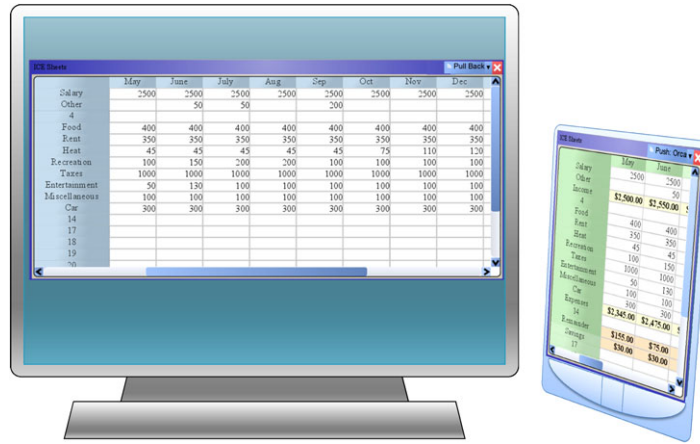 ICE Sheets Pull Back
May June July Aug Sep Oct Nov Dec
Salary 2500 2500 2500 2500 2500 2500 2500 2500
Other 50 50 200
4
Food 400 400 400 400 400 400 400 400
Rent 350 350 350 350 350 350 350 350
Heat 45 45 45 45 45 75 110 120
Recreation 100 150 200 200 100 100 100 100
Taxes 1000 1000 1000 1000 1000 1000 1000 1000
Entertainment 50 130 100 100 100 100 100 100
Miscellaneous 100 100 100 100 100 100 100 100
Car 300 300 300 300 300 300 300 300
14
17
18
19
20
ICE Sheets Push: Orca
May June
Salary 2500 2500
Other 50
Income $2,500.00 $2,550.00
4
Food 400 400
Rent 350 350
Heat 45 45
Recreation 100 150
Taxes 1000 1000
Entertainment 50 130
Miscellaneous 100 100
Car 300 300
Expenses $2,345.00 $2,475.00
14
Remainder $155.00 $75.00
Savings $30.00 $30.00
17